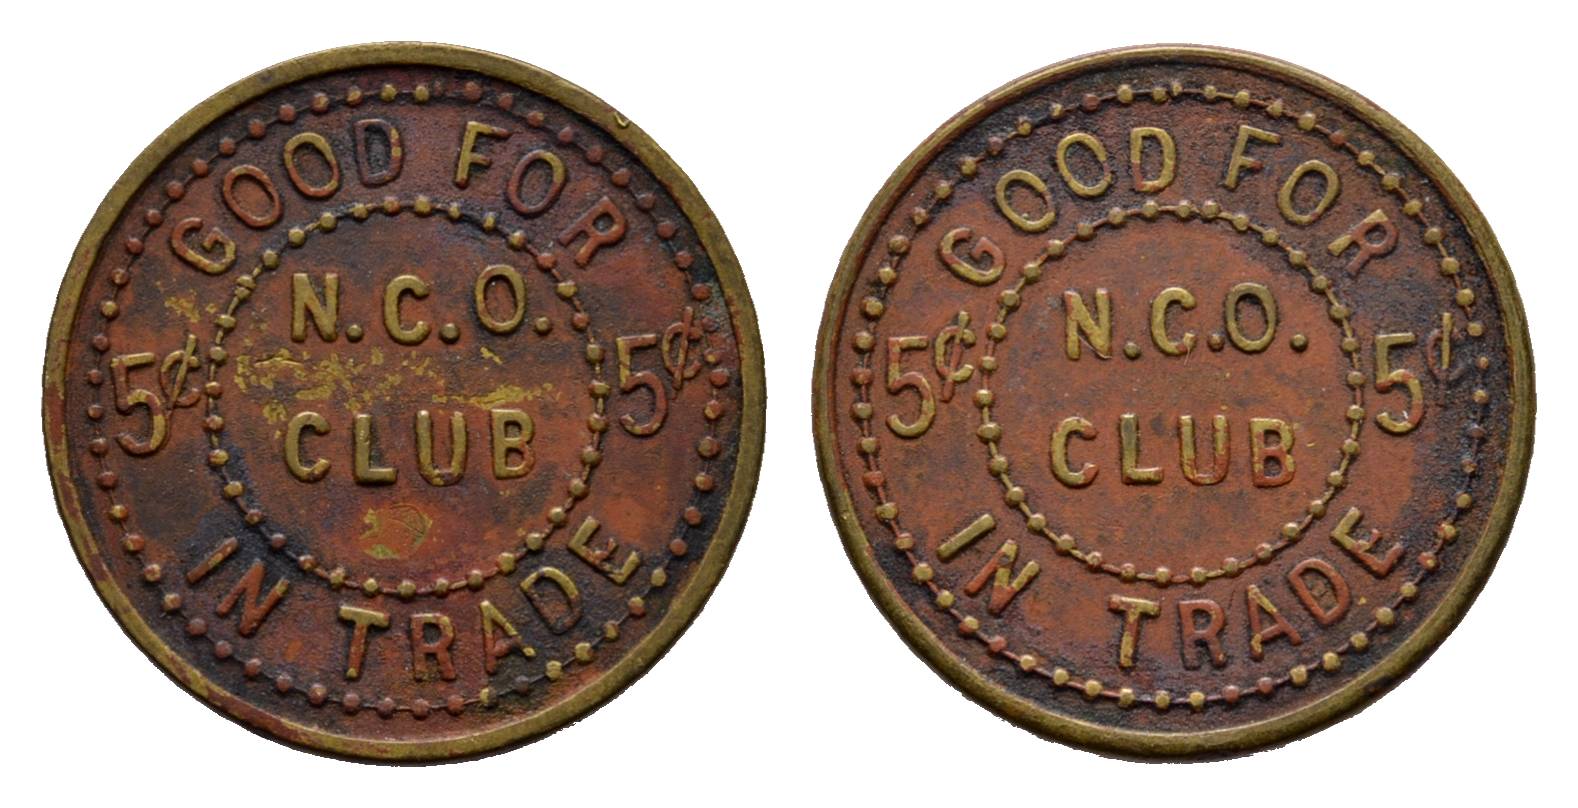 GOOD FOR
N.C.O.
5¢ 5¢
CLUB
IN TRADE
GOOD FOR
N.C.O.
5¢ 5¢
CLUB
IN TRADE